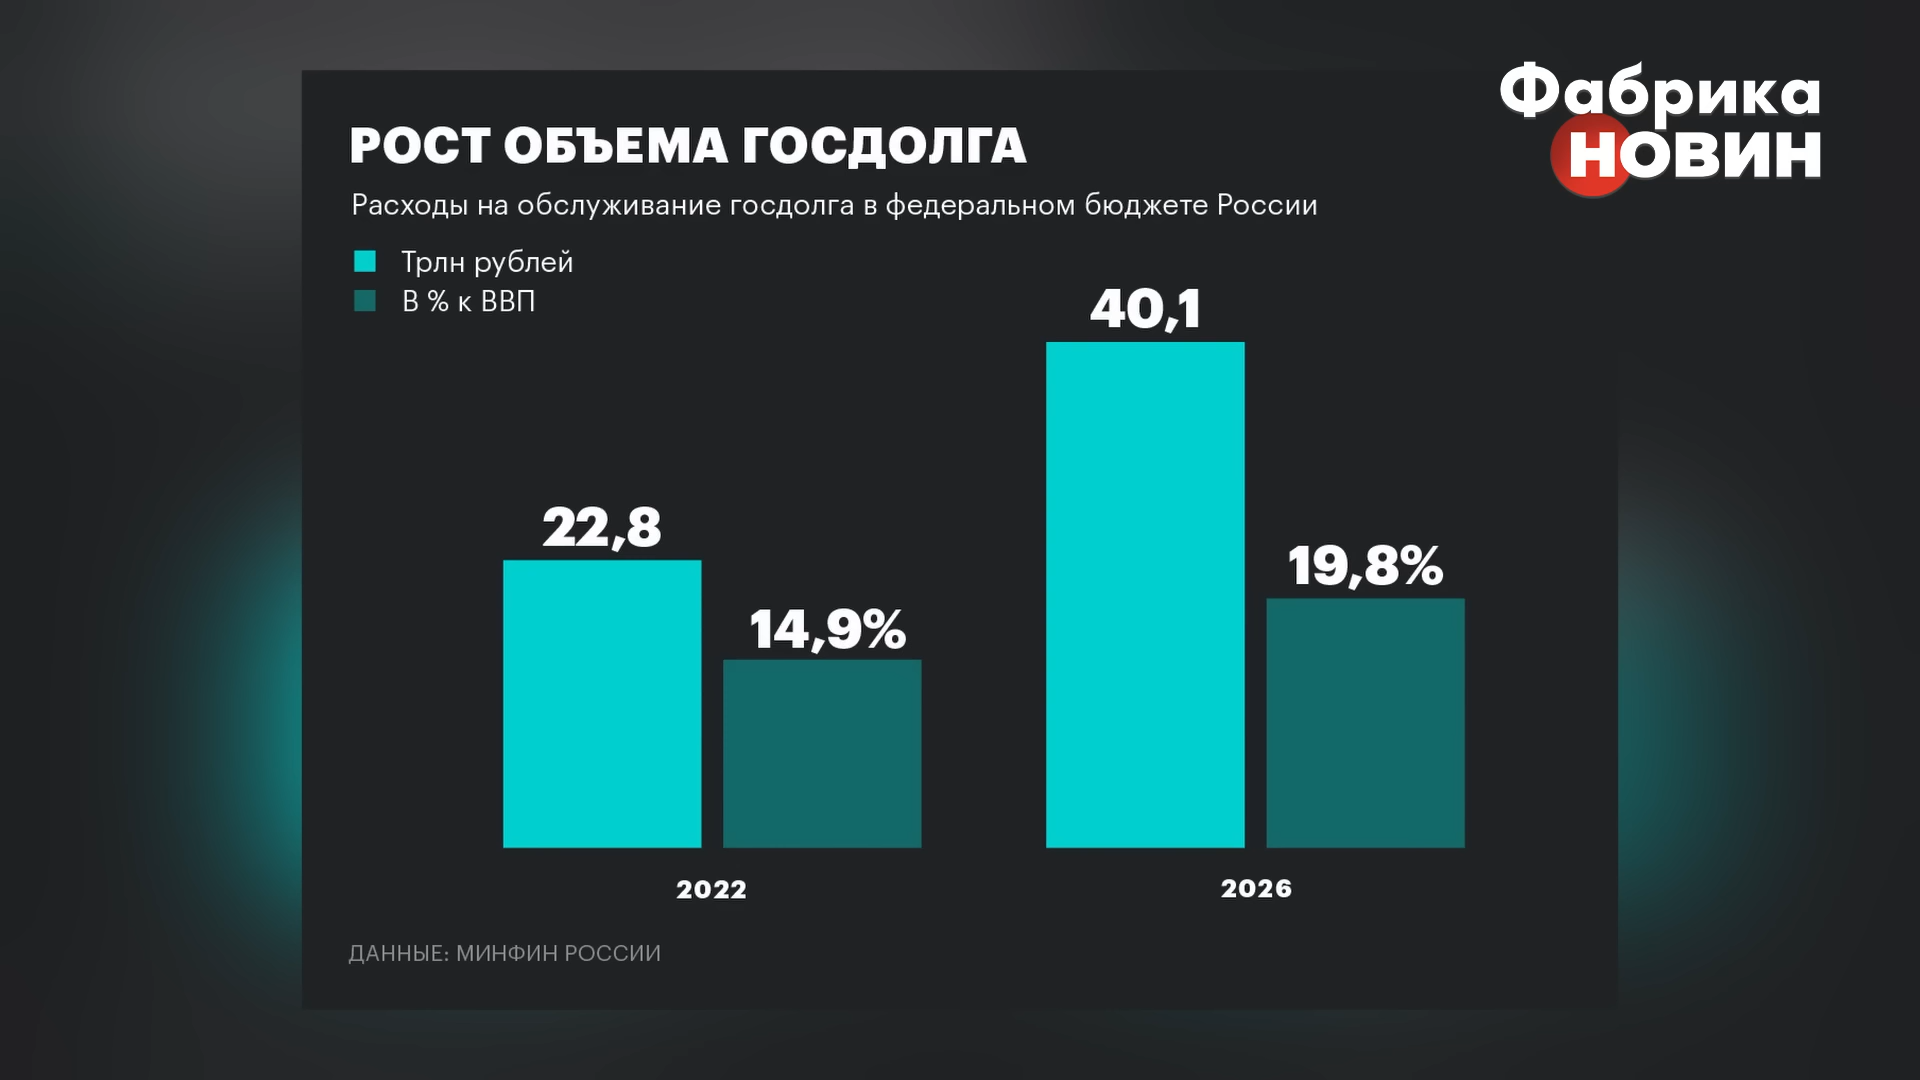 Фабрика
новин
РОСТ ОБЪЕМА ГОСДОЛГА
Расходы на обслуживание госдолга в федеральном бюджете России
Трлн рублей
В % к ВВП
22,8
14,9%
40,1
19,8%
2022
2026
ДАННЫЕ: МИНФИН РОССИИ